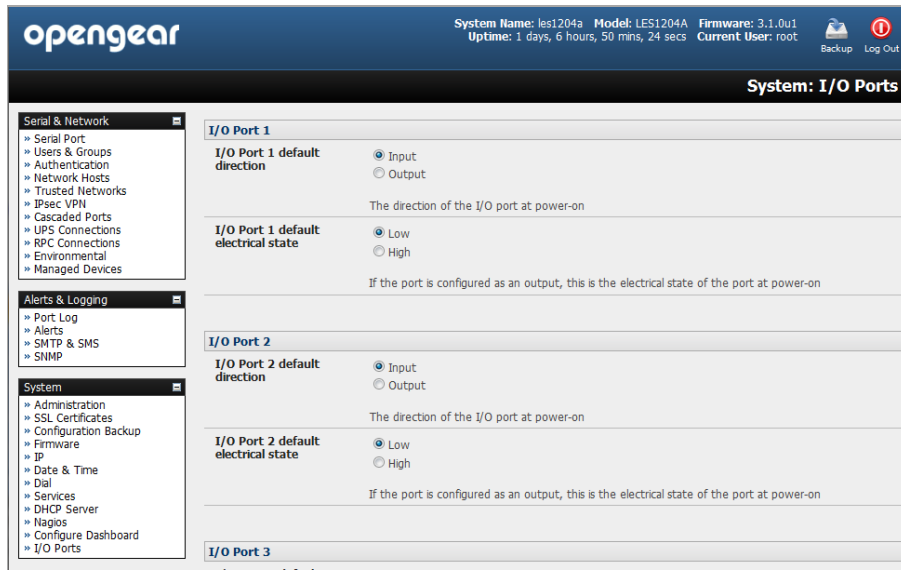 opengear
System Name: les1204a Model: LES1204A Firmware: 3.1.0u1
Uptime: 1 days, 6 hours, 50 mins, 24 secs Current User: root
Backup
Log Out
System: I/O Ports
Serial & Network
» Serial Port
» Users & Groups
» Authentication
» Network Hosts
» Trusted Networks
» IPsec VPN
» Cascaded Ports
» UPS Connections
» RPC Connections
» Environmental
» Managed Devices
Alerts & Logging
» Port Log
» Alerts
» SMTP & SMS
» SNMP
System
» Administration
» SSL Certificates
» Configuration Backup
» Firmware
» IP
» Date & Time
» Dial
» Services
» DHCP Server
» Nagios
» Configure Dashboard
» I/O Ports
I/O Port 1
I/O Port 1 default
direction
Input
Output
The direction of the I/O port at power-on
I/O Port 1 default
electrical state
Low
High
If the port is configured as an output, this is the electrical state of the port at power-on
I/O Port 2
I/O Port 2 default
direction
Input
Output
The direction of the I/O port at power-on
I/O Port 2 default
electrical state
Low
High
If the port is configured as an output, this is the electrical state of the port at power-on
I/O Port 3